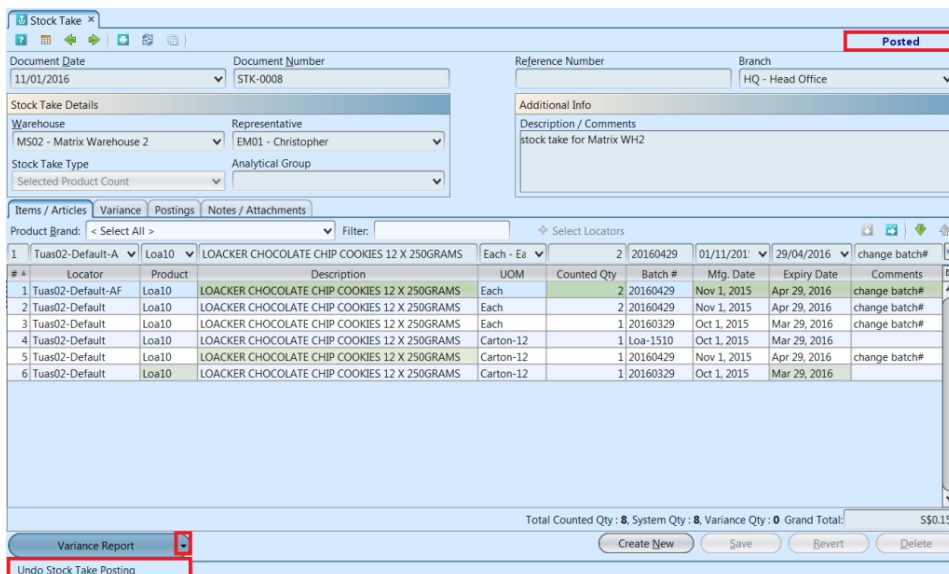 Stock Take ×
Posted
Document Date Document Number Reference Number Branch
11/01/2016 STK-0008 HQ - Head Office
Stock Take Details Additional Info
Warehouse Representative Description / Comments
MS02 - Matrix Warehouse 2 EM01 - Christopher stock take for Matrix WH2
Stock Take Type Analytical Group
Selected Product Count
Items / Articles Variance Postings Notes / Attachments
Product Brand: < Select All > Filter: Select Locators
1 Tuas02-Default-A Loa10 LOACKER CHOCOLATE CHIP COOKIES 12 X 250GRAMS Each - Ea 2 20160429 01/11/201 29/04/2016 change batch#
# Locator Product Description UOM Counted Qty Batch # Mfg. Date Expiry Date Comments
1 Tuas02-Default-AF Loa10 LOACKER CHOCOLATE CHIP COOKIES 12 X 250GRAMS Each 2 20160429 Nov 1, 2015 Apr 29, 2016 change batch#
2 Tuas02-Default Loa10 LOACKER CHOCOLATE CHIP COOKIES 12 X 250GRAMS Each 2 20160429 Nov 1, 2015 Apr 29, 2016 change batch#
3 Tuas02-Default Loa10 LOACKER CHOCOLATE CHIP COOKIES 12 X 250GRAMS Each 1 20160329 Oct 1, 2015 Mar 29, 2016 change batch#
4 Tuas02-Default Loa10 LOACKER CHOCOLATE CHIP COOKIES 12 X 250GRAMS Carton-12 1 Loa-1510 Oct 1, 2015 Mar 29, 2016
5 Tuas02-Default Loa10 LOACKER CHOCOLATE CHIP COOKIES 12 X 250GRAMS Carton-12 1 20160429 Nov 1, 2015 Apr 29, 2016 change batch#
6 Tuas02-Default Loa10 LOACKER CHOCOLATE CHIP COOKIES 12 X 250GRAMS Carton-12 1 20160329 Oct 1, 2015 Mar 29, 2016
Total Counted Qty : 8, System Qty : 8, Variance Qty : 0 Grand Total: S$0.15
Variance Report Create New Save Revert Delete
Undo Stock Take Posting